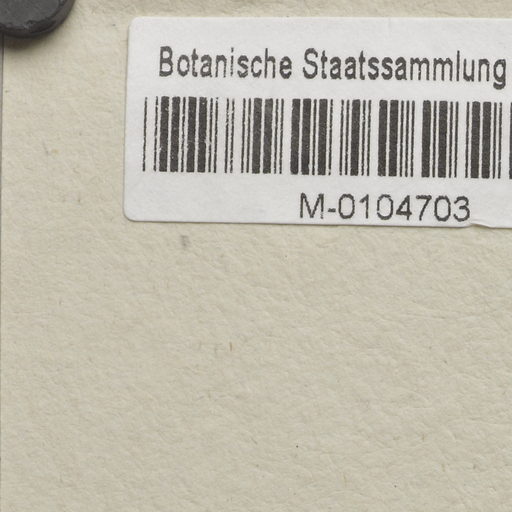 Botanische Staatssammlung
M-0104703